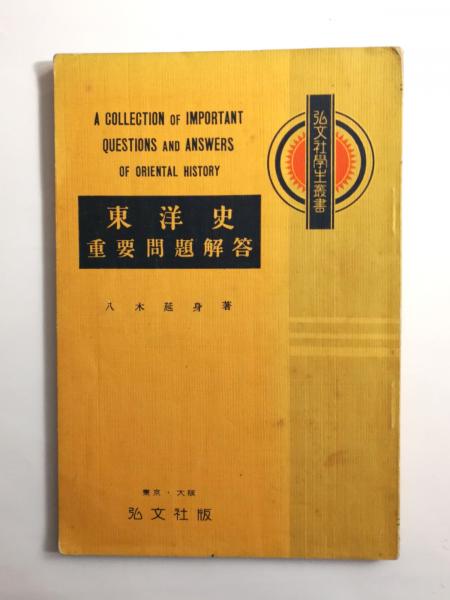 A COLLECTION OF IMPORTANT
QUESTIONS AND ANSWERS
OF ORIENTAL HISTORY
東洋史
重要問題解答
八木延身著
弘文社學生叢書
東京・大阪
弘文社版